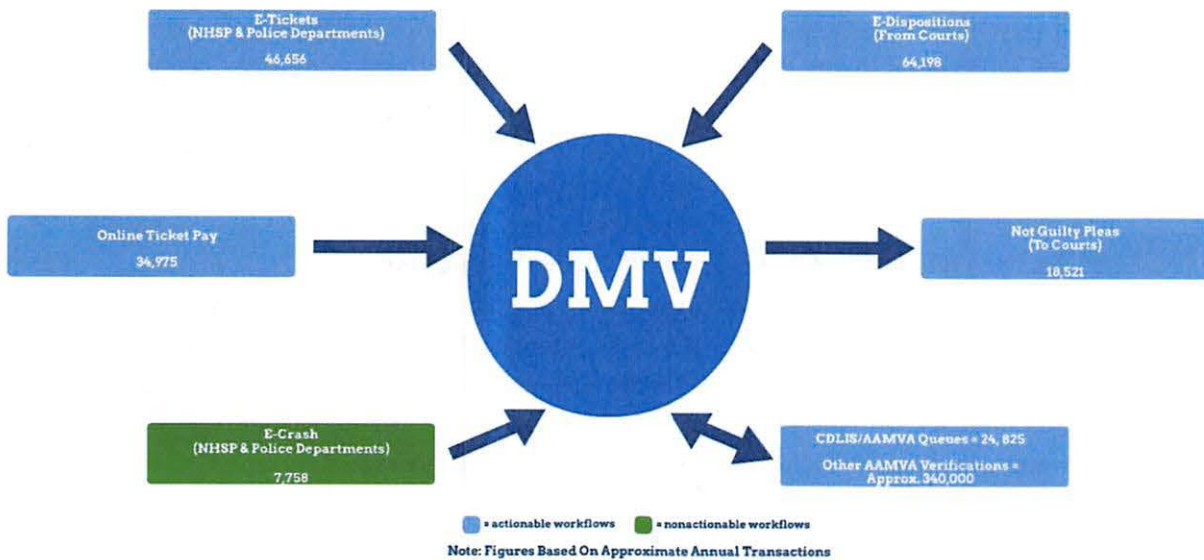 E-Tickets
(NHSP & Police Departments)
46,656
E-Dispositions
(From Courts)
64,198
Online Ticket Pay
34,975
DMV
Not Guilty Pleas
(To Courts)
18,521
E-Crash
(NHSP & Police Departments)
7,758
CDLIS/AAMVA Queues = 24, 825
Other AAMVA Verifications =
Approx. 340,000
= actionable workflows
= nonactionable workflows
Note: Figures Based On Approximate Annual Transactions